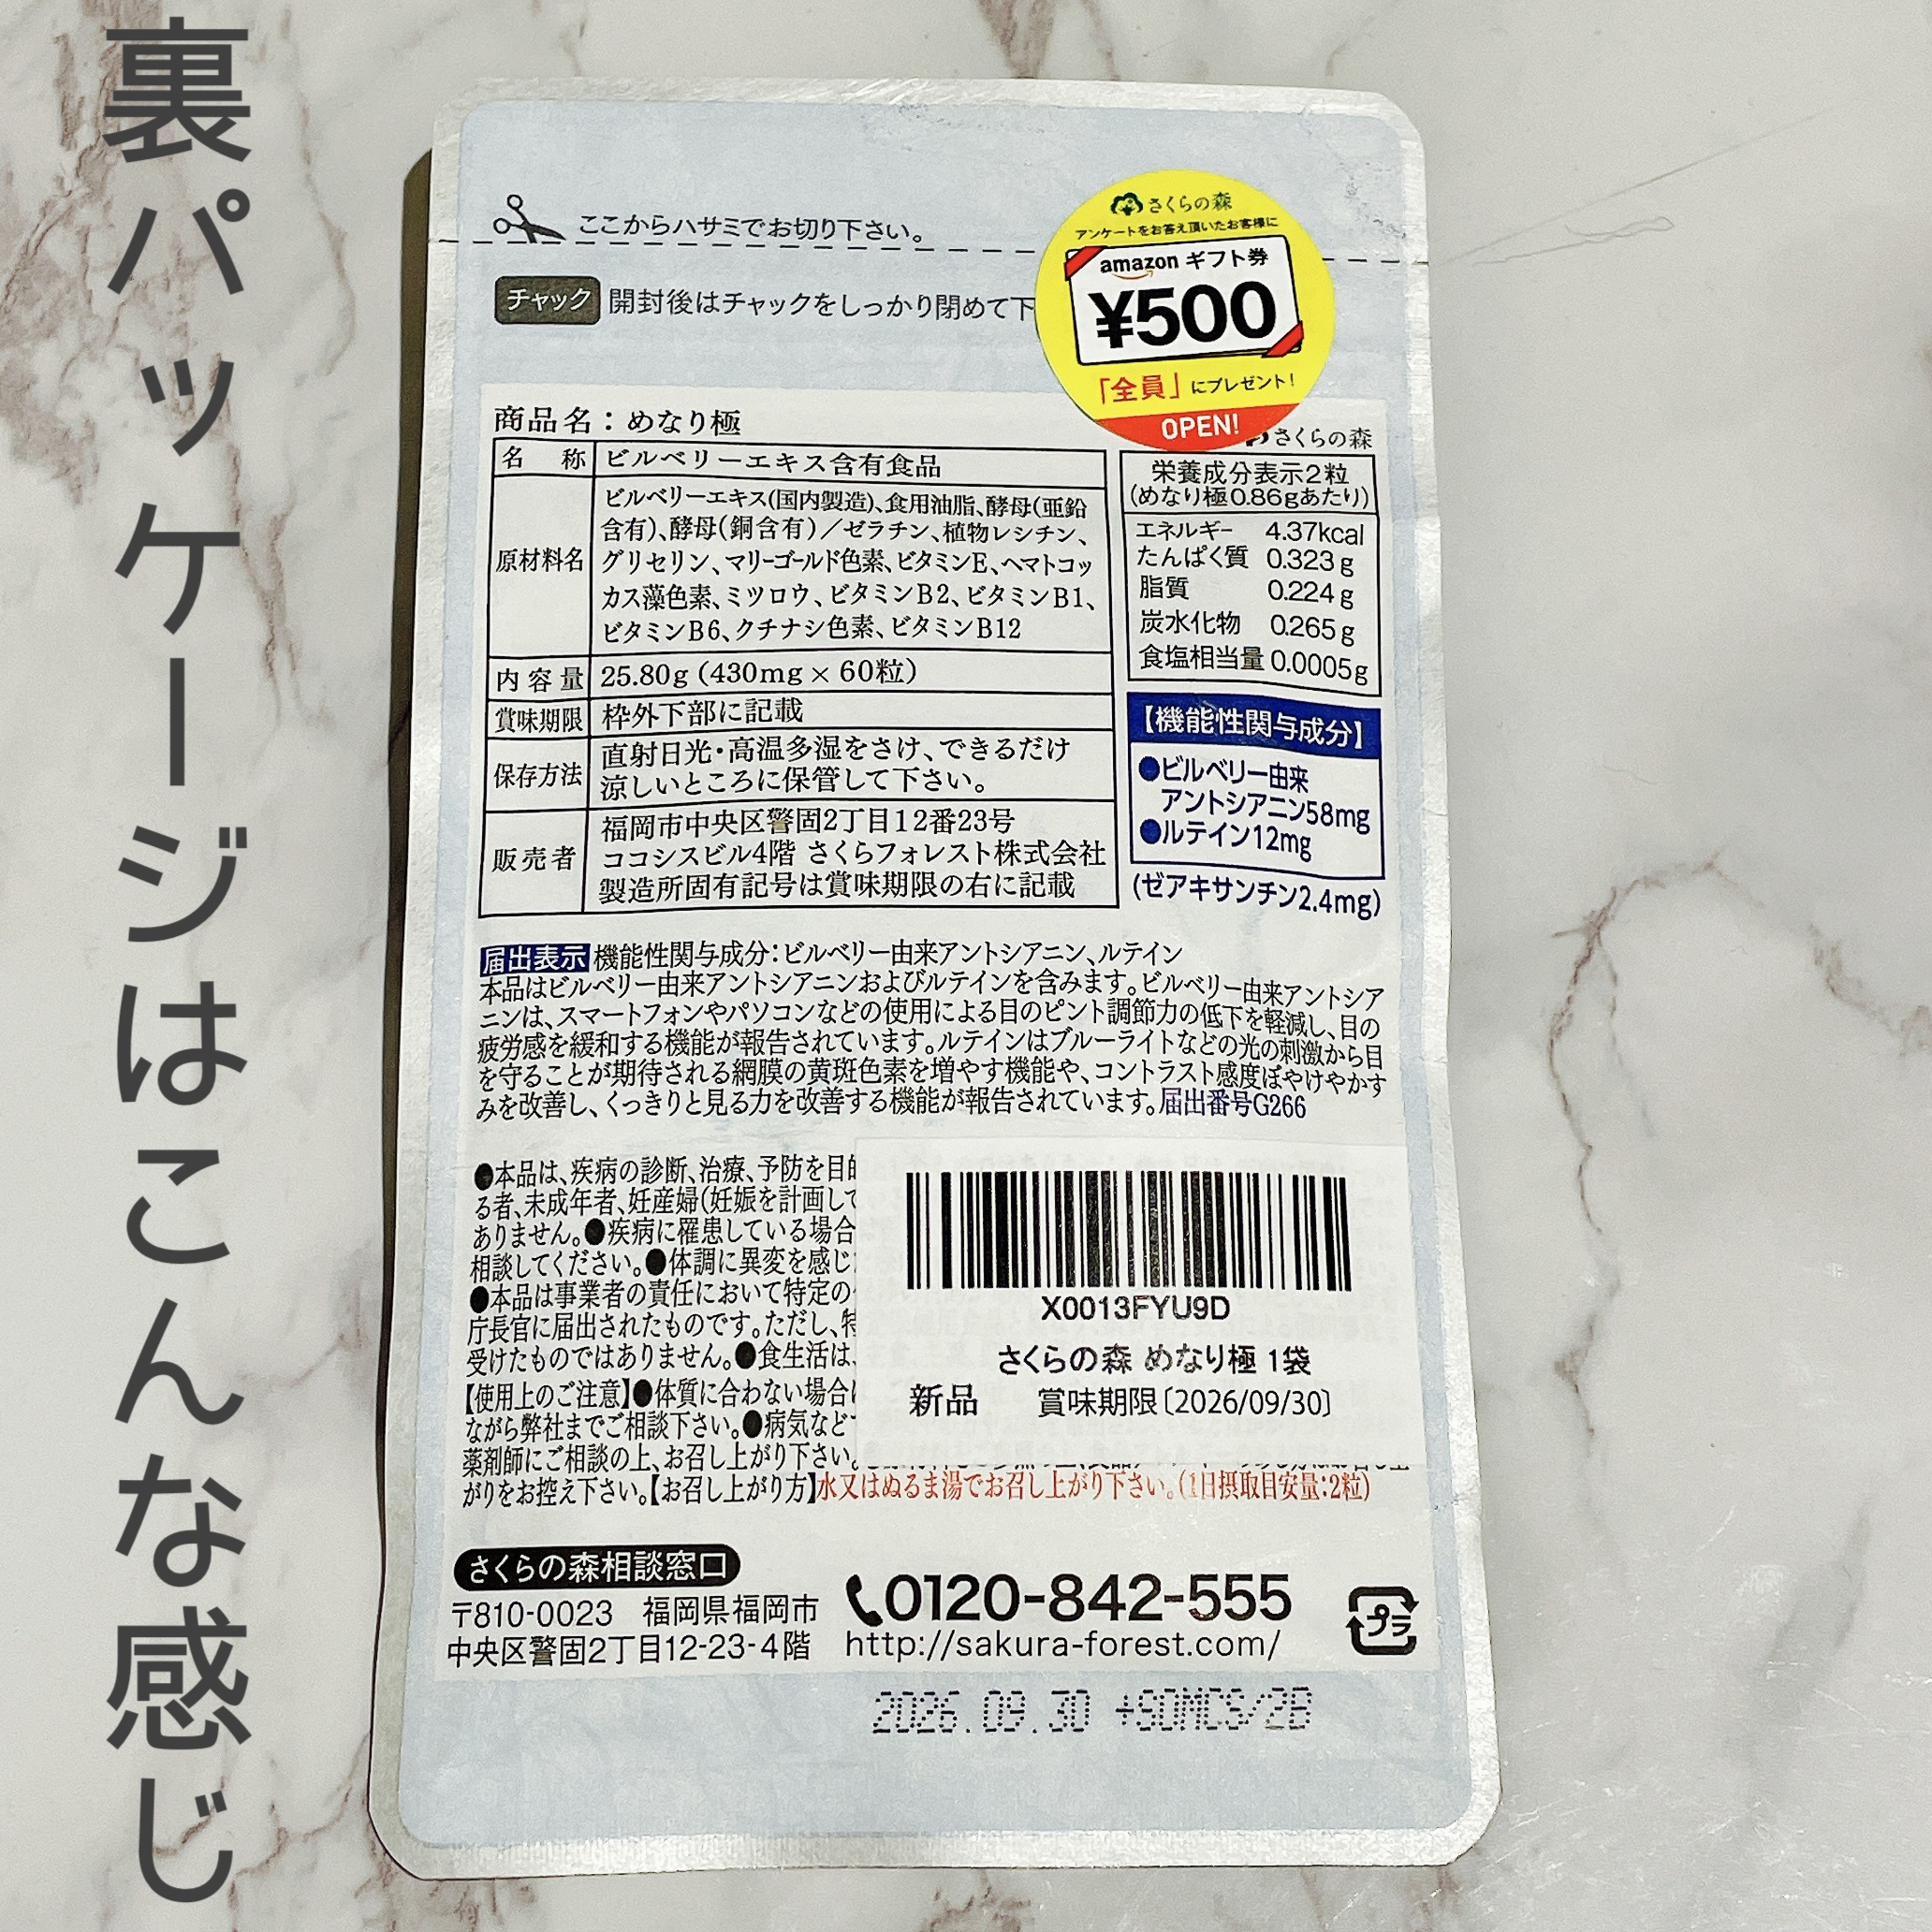 裏パッケージはこんな感じ
ここからハサミでお切り下さい。
チャック 開封後はチャックをしっかり閉めて下
さくらの森
アンケートをお答え頂いたお客様に
amazon ギフト券
¥500
「全員」にプレゼント!
OPEN!
商品名:めなり極
名 称 ビルベリーエキス含有食品
原材料名 ビルベリーエキス(国内製造)、食用油脂、酵母(亜鉛
含有)、酵母(銅含有)/ゼラチン、植物レシチン、
グリセリン、マリーゴールド色素、ビタミンE、ヘマトコッ
カス藻色素、ミツロウ、ビタミンB2、ビタミンB1、
ビタミンB6、クチナシ色素、ビタミンB12
内容量 25.80g(430mg×60粒)
賞味期限 枠外下部に記載
保存方法 直射日光・高温多湿をさけ、できるだけ
涼しいところに保管して下さい。
販売者 福岡市中央区警固2丁目12番23号
ココシスビル4階 さくらフォレスト株式会社
製造所固有記号は賞味期限の右に記載
さくらの森
栄養成分表示2粒
(めなり極0.86gあたり)
エネルギー 4.37kcal
たんぱく質 0.323g
脂質 0.224g
炭水化物 0.265g
食塩相当量 0.0005g
【機能性関与成分】
●ビルベリー由来
アントシアニン58mg
●ルテイン12mg
(ゼアキサンチン2.4mg)
届出表示 機能性関与成分:ビルベリー由来アントシアニン、ルテイン
本品はビルベリー由来アントシアニンおよびルテインを含みます。ビルベリー由来アントシア
ニンは、スマートフォンやパソコンなどの使用による目のピント調節力の低下を軽減し、目の
疲労感を緩和する機能が報告されています。ルテインはブルーライトなどの光の刺激から目
を守ることが期待される網膜の黄斑色素を増やす機能や、コントラスト感度ぼやけやかす
みを改善し、くっきりと見る力を改善する機能が報告されています。届出番号G266
●本品は、疾病の診断、治療、予防を目的
る者、未成年者、妊産婦(妊娠を計画して
ありません。●疾病に罹患している場合
相談してください。●体調に異変を感じ
●本品は事業者の責任において特定の
庁長官に届出されたものです。ただし、特
受けたものではありません。●食生活は、
【使用上のご注意】●体質に合わない場合は
ながら弊社までご相談下さい。●病気など
薬剤師にご相談の上、お召し上がり下さい。
がりをお控え下さい。【お召し上がり方】水又はぬるま湯でお召し上がり下さい。(1日摂取目安量:2粒)
X0013FYU9D
さくらの森 めなり極 1袋
新品 賞味期限〔2026/09/30〕
さくらの森相談窓口
〒810-0023 福岡県福岡市
中央区警固2丁目12-23-4階
0120-842-555
http://sakura-forest.com/
プラ
2026.09.30 +SOMCS/2B